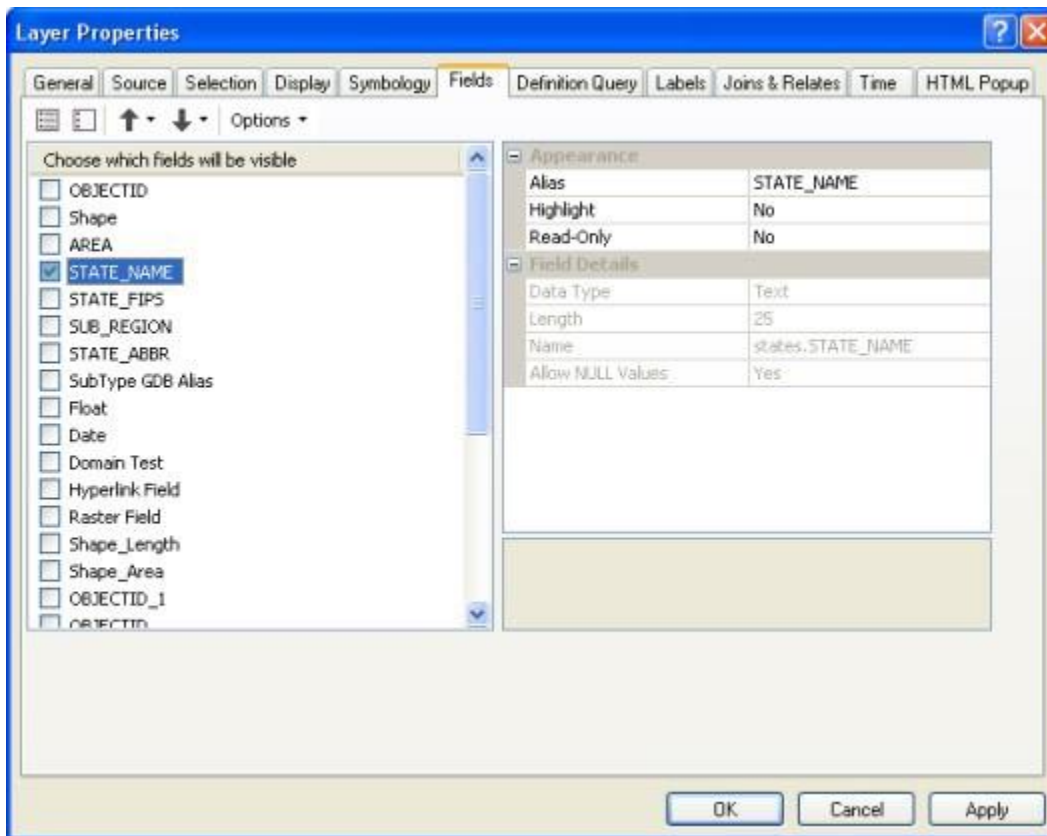 Layer Properties
General Source Selection Display Symbology Fields Definition Query Labels Joins & Relates Time HTML Popup
Options
Choose which fields will be visible
OBJECTID
Shape
AREA
STATE_NAME
STATE_FIPS
SUB_REGION
STATE_ABBR
SubType GDB Alias
Float
Date
Domain Test
Hyperlink Field
Raster Field
Shape_Length
Shape_Area
OBJECTID_1
OBJECTID
Appearance
Alias STATE_NAME
Highlight No
Read-Only No
Field Details
Data Type Text
Length 25
Name states.STATE_NAME
Allow NULL Values Yes
OK Cancel Apply